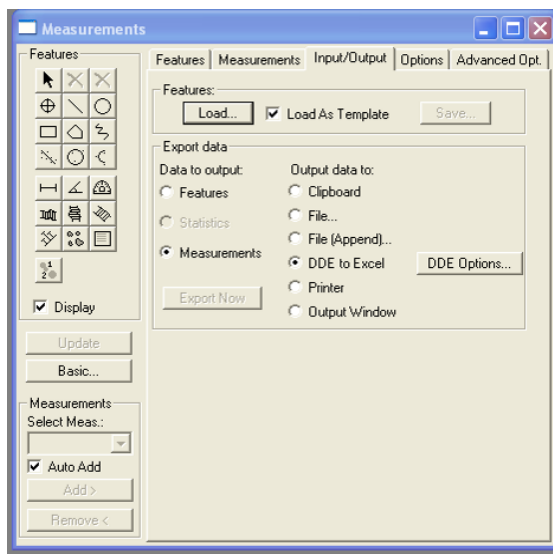 Measurements
Features
Display
Update
Basic...
Measurements
Select Meas.:
Auto Add
Add >
Remove <
Features Measurements Input/Output Options Advanced Opt.
Features:
Load... Load As Template Save...
Export data
Data to output: Output data to:
Features Clipboard
Statistics File...
Measurements File (Append)...
DDE to Excel DDE Options...
Export Now Printer
Output Window